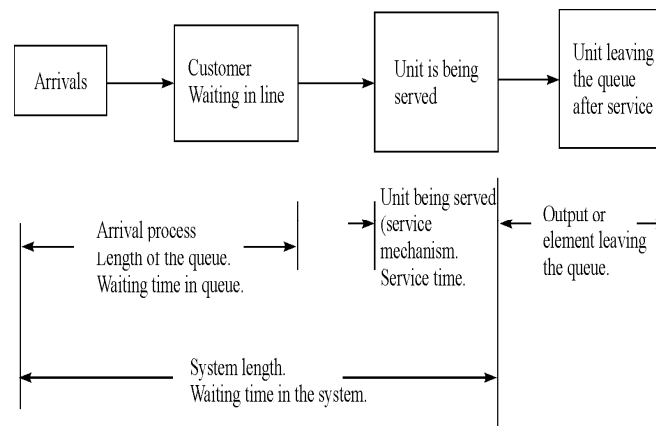 Arrivals
Customer
Waiting in line
Unit is being
served
Unit leaving
the queue
after service
Arrival process
Length of the queue.
Waiting time in queue.
Unit being served
(service
mechanism.
Service time.
Output or
element leaving
the queue.
System length.
Waiting time in the system.